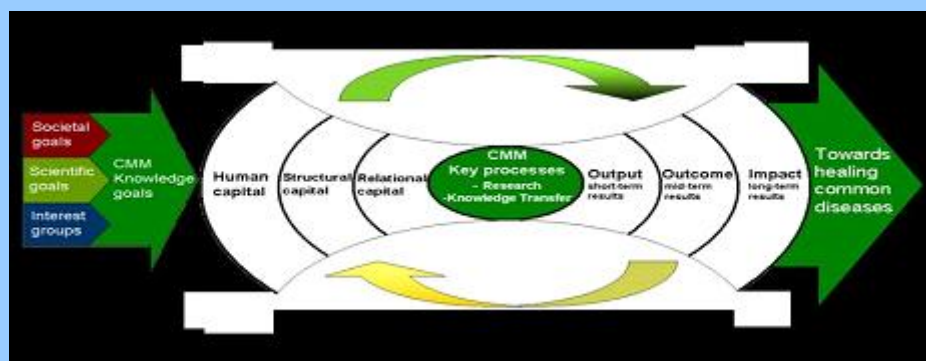 Societal
goals
Scientific
goals
Interest
groups
CMM
Knowledge
goals
Human
capital
Structural
capital
Relational
capital
CMM
Key processes
- Research
-Knowledge Transfer
Output
short-term
results
Outcome
mid-term
results
Impact
long-term
results
Towards
healing
common
diseases